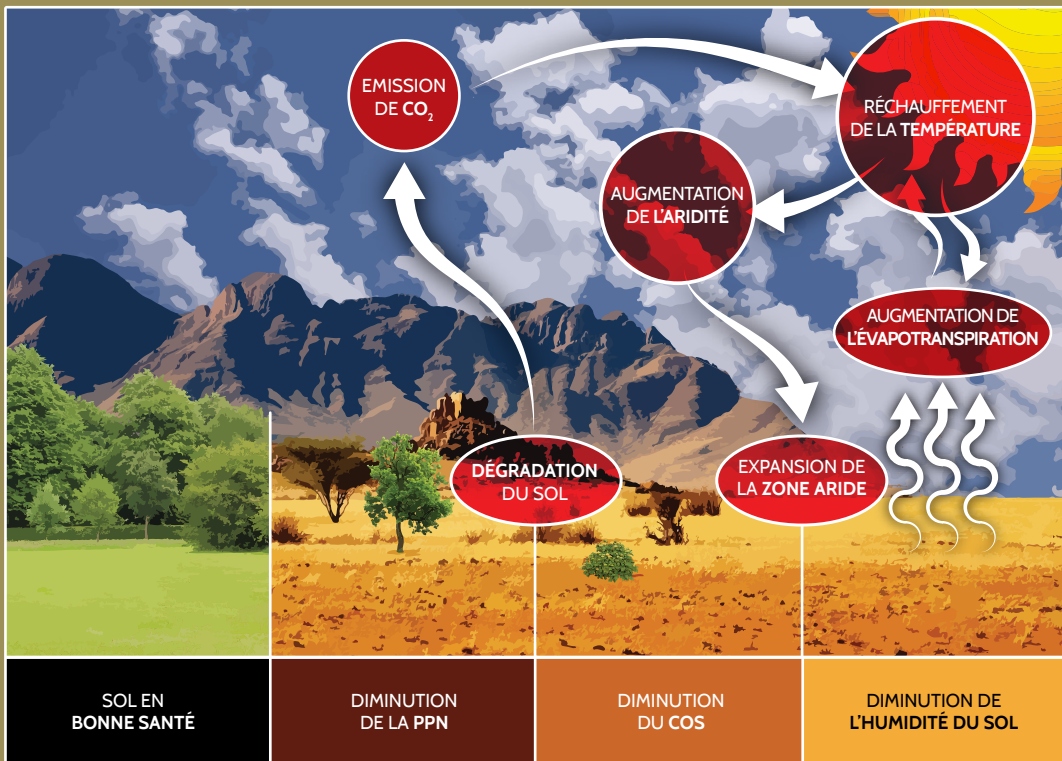 EMISSION
DE CO₂
RÉCHAUFFEMENT
DE LA TEMPÉRATURE
AUGMENTATION
DE L'ARIDITÉ
AUGMENTATION DE
L'ÉVAPOTRANSPIRATION
DÉGRADATION
DU SOL
EXPANSION DE
LA ZONE ARIDE
SOL EN
BONNE SANTÉ
DIMINUTION
DE LA PPN
DIMINUTION
DU COS
DIMINUTION DE
L'HUMIDITÉ DU SOL